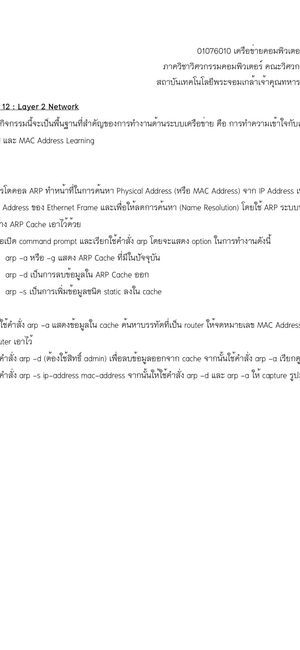 01076010 เครือข่ายคอมพิวเตอ
ภาควิชาวิศวกรรมคอมพิวเตอร์ คณะวิศวก
สถาบันเทคโนโลยีพระจอมเกล้าเจ้าคุณทหาร
12 : Layer 2 Network
กิจกรรมนี้จะเป็นพื้นฐานที่สำคัญของการทำงานด้านระบบเครือข่าย คือ การทำความเข้าใจกับ
และ MAC Address Learning
รโตคอล ARP ทำหน้าที่ในการค้นหา Physical Address (หรือ MAC Address) จาก IP Address เ
Address ของ Ethernet Frame และเพื่อให้ลดการค้นหา (Name Resolution) โดยใช้ ARP ระบบ
าง ARP Cache เอาไว้ด้วย
อเปิด command prompt และเรียกใช้คำสั่ง arp โดยจะแสดง option ในการทำงานดังนี้
arp –a หรือ –g แสดง ARP Cache ที่มีในปัจจุบัน
arp –d เป็นการลบข้อมูลใน ARP Cache ออก
arp –s เป็นการเพิ่มข้อมูลชนิด static ลงใน cache
ใช้คำสั่ง arp –a แสดงข้อมูลใน cache ค้นหาบรรทัดที่เป็น router ให้จดหมายเลข MAC Address
uter เอาไว้
คำสั่ง arp –d (ต้องใช้สิทธิ์ admin) เพื่อลบข้อมูลออกจาก cache จากนั้นใช้คำสั่ง arp –a เรียกดู
คำสั่ง arp –s ip-address mac-address จากนั้นให้ใช้คำสั่ง arp –d และ arp –a ให้ capture รูป